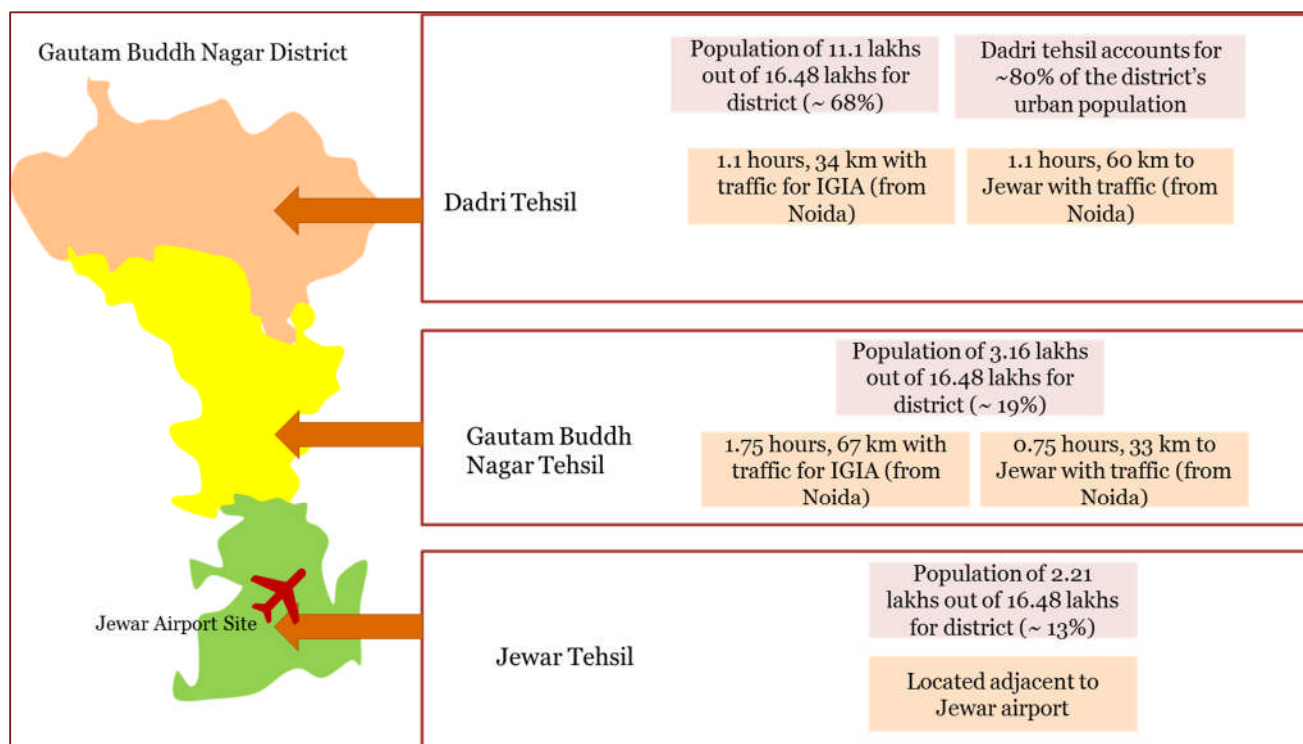 Gautam Buddh Nagar District
Population of 11.1 lakhs
out of 16.48 lakhs for
district (~ 68%)
Dadri tehsil accounts for
~80% of the district's
urban population
Dadri Tehsil
1.1 hours, 34 km with
traffic for IGIA (from
Noida)
1.1 hours, 60 km to
Jewar with traffic (from
Noida)
Population of 3.16 lakhs
out of 16.48 lakhs for
district (~ 19%)
Gautam Buddh
Nagar Tehsil
1.75 hours, 67 km with
traffic for IGIA (from
Noida)
0.75 hours, 33 km to
Jewar with traffic (from
Noida)
Jewar Airport Site
Population of 2.21
lakhs out of 16.48 lakhs
for district (~ 13%)
Jewar Tehsil
Located adjacent to
Jewar airport